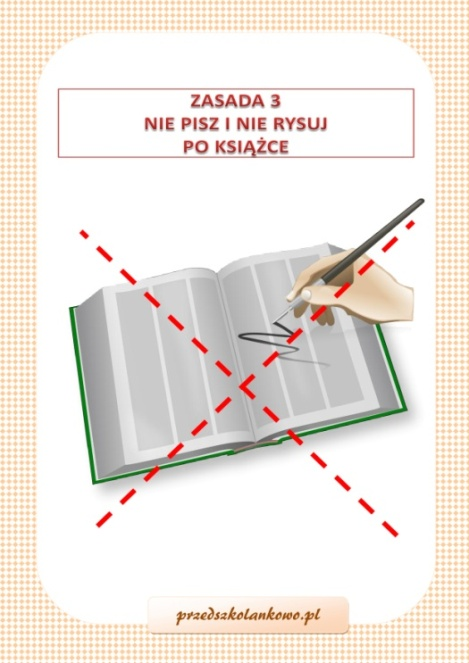 ZASADA 3
NIE PISZ I NIE RYSUJ
PO KSIĄŻCE
przedszkolankowo.pl